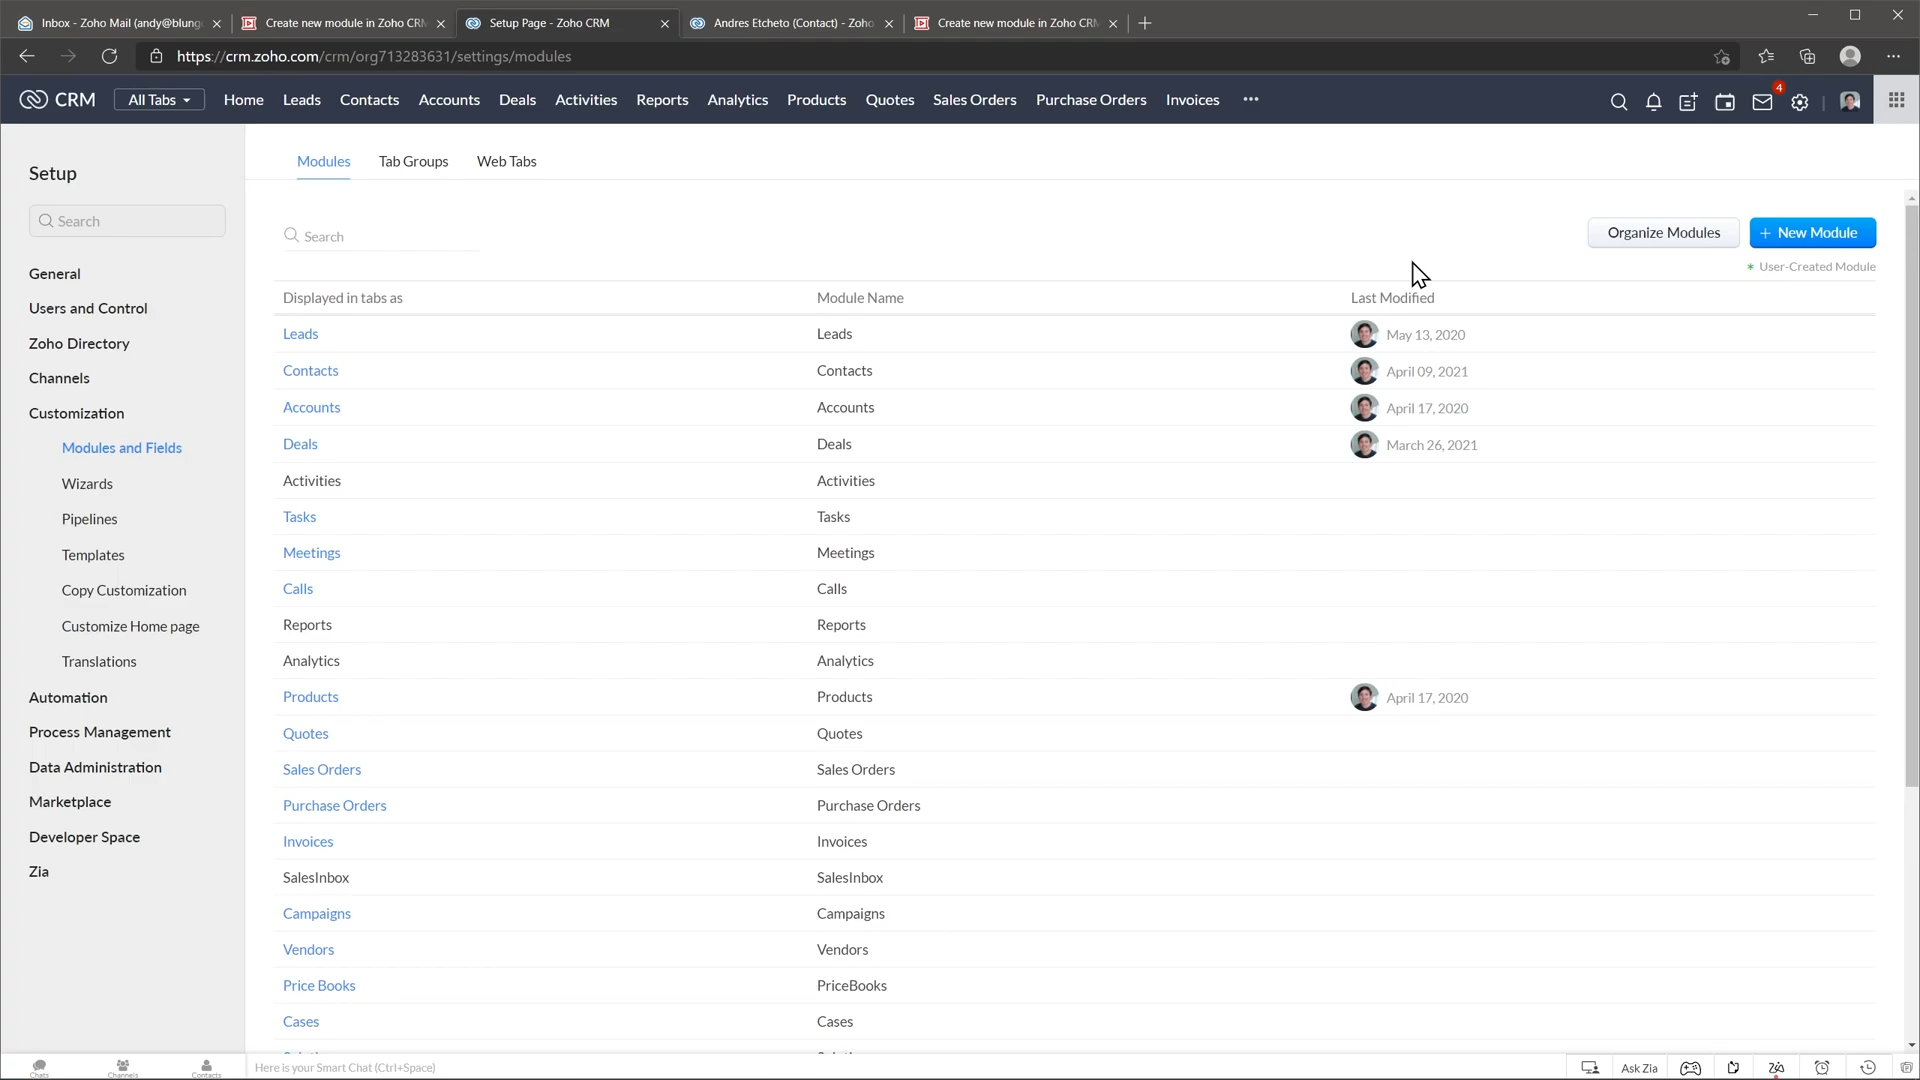 Inbox - Zoho Mail (andy@blung
Create new module in Zoho CRM
Setup Page - Zoho CRM
Andres Etcheto (Contact) - Zoho
Create new module in Zoho CRM
https://crm.zoho.com/crm/org713283631/settings/modules
CRM
All Tabs
Home
Leads
Contacts
Accounts
Deals
Activities
Reports
Analytics
Products
Quotes
Sales Orders
Purchase Orders
Invoices
4
Setup
Search
General
Users and Control
Zoho Directory
Channels
Customization
Modules and Fields
Wizards
Pipelines
Templates
Copy Customization
Customize Home page
Translations
Automation
Process Management
Data Administration
Marketplace
Developer Space
Zia
Modules
Tab Groups
Web Tabs
Search
Organize Modules
+ New Module
* User-Created Module
Displayed in tabs as Module Name Last Modified
Leads Leads May 13, 2020
Contacts Contacts April 09, 2021
Accounts Accounts April 17, 2020
Deals Deals March 26, 2021
Activities Activities
Tasks Tasks
Meetings Meetings
Calls Calls
Reports Reports
Analytics Analytics
Products Products April 17, 2020
Quotes Quotes
Sales Orders Sales Orders
Purchase Orders Purchase Orders
Invoices Invoices
SalesInbox SalesInbox
Campaigns Campaigns
Vendors Vendors
Price Books PriceBooks
Cases Cases
Chats
Channels
Contacts
Here is your Smart Chat (Ctrl+Space)
Ask Zia